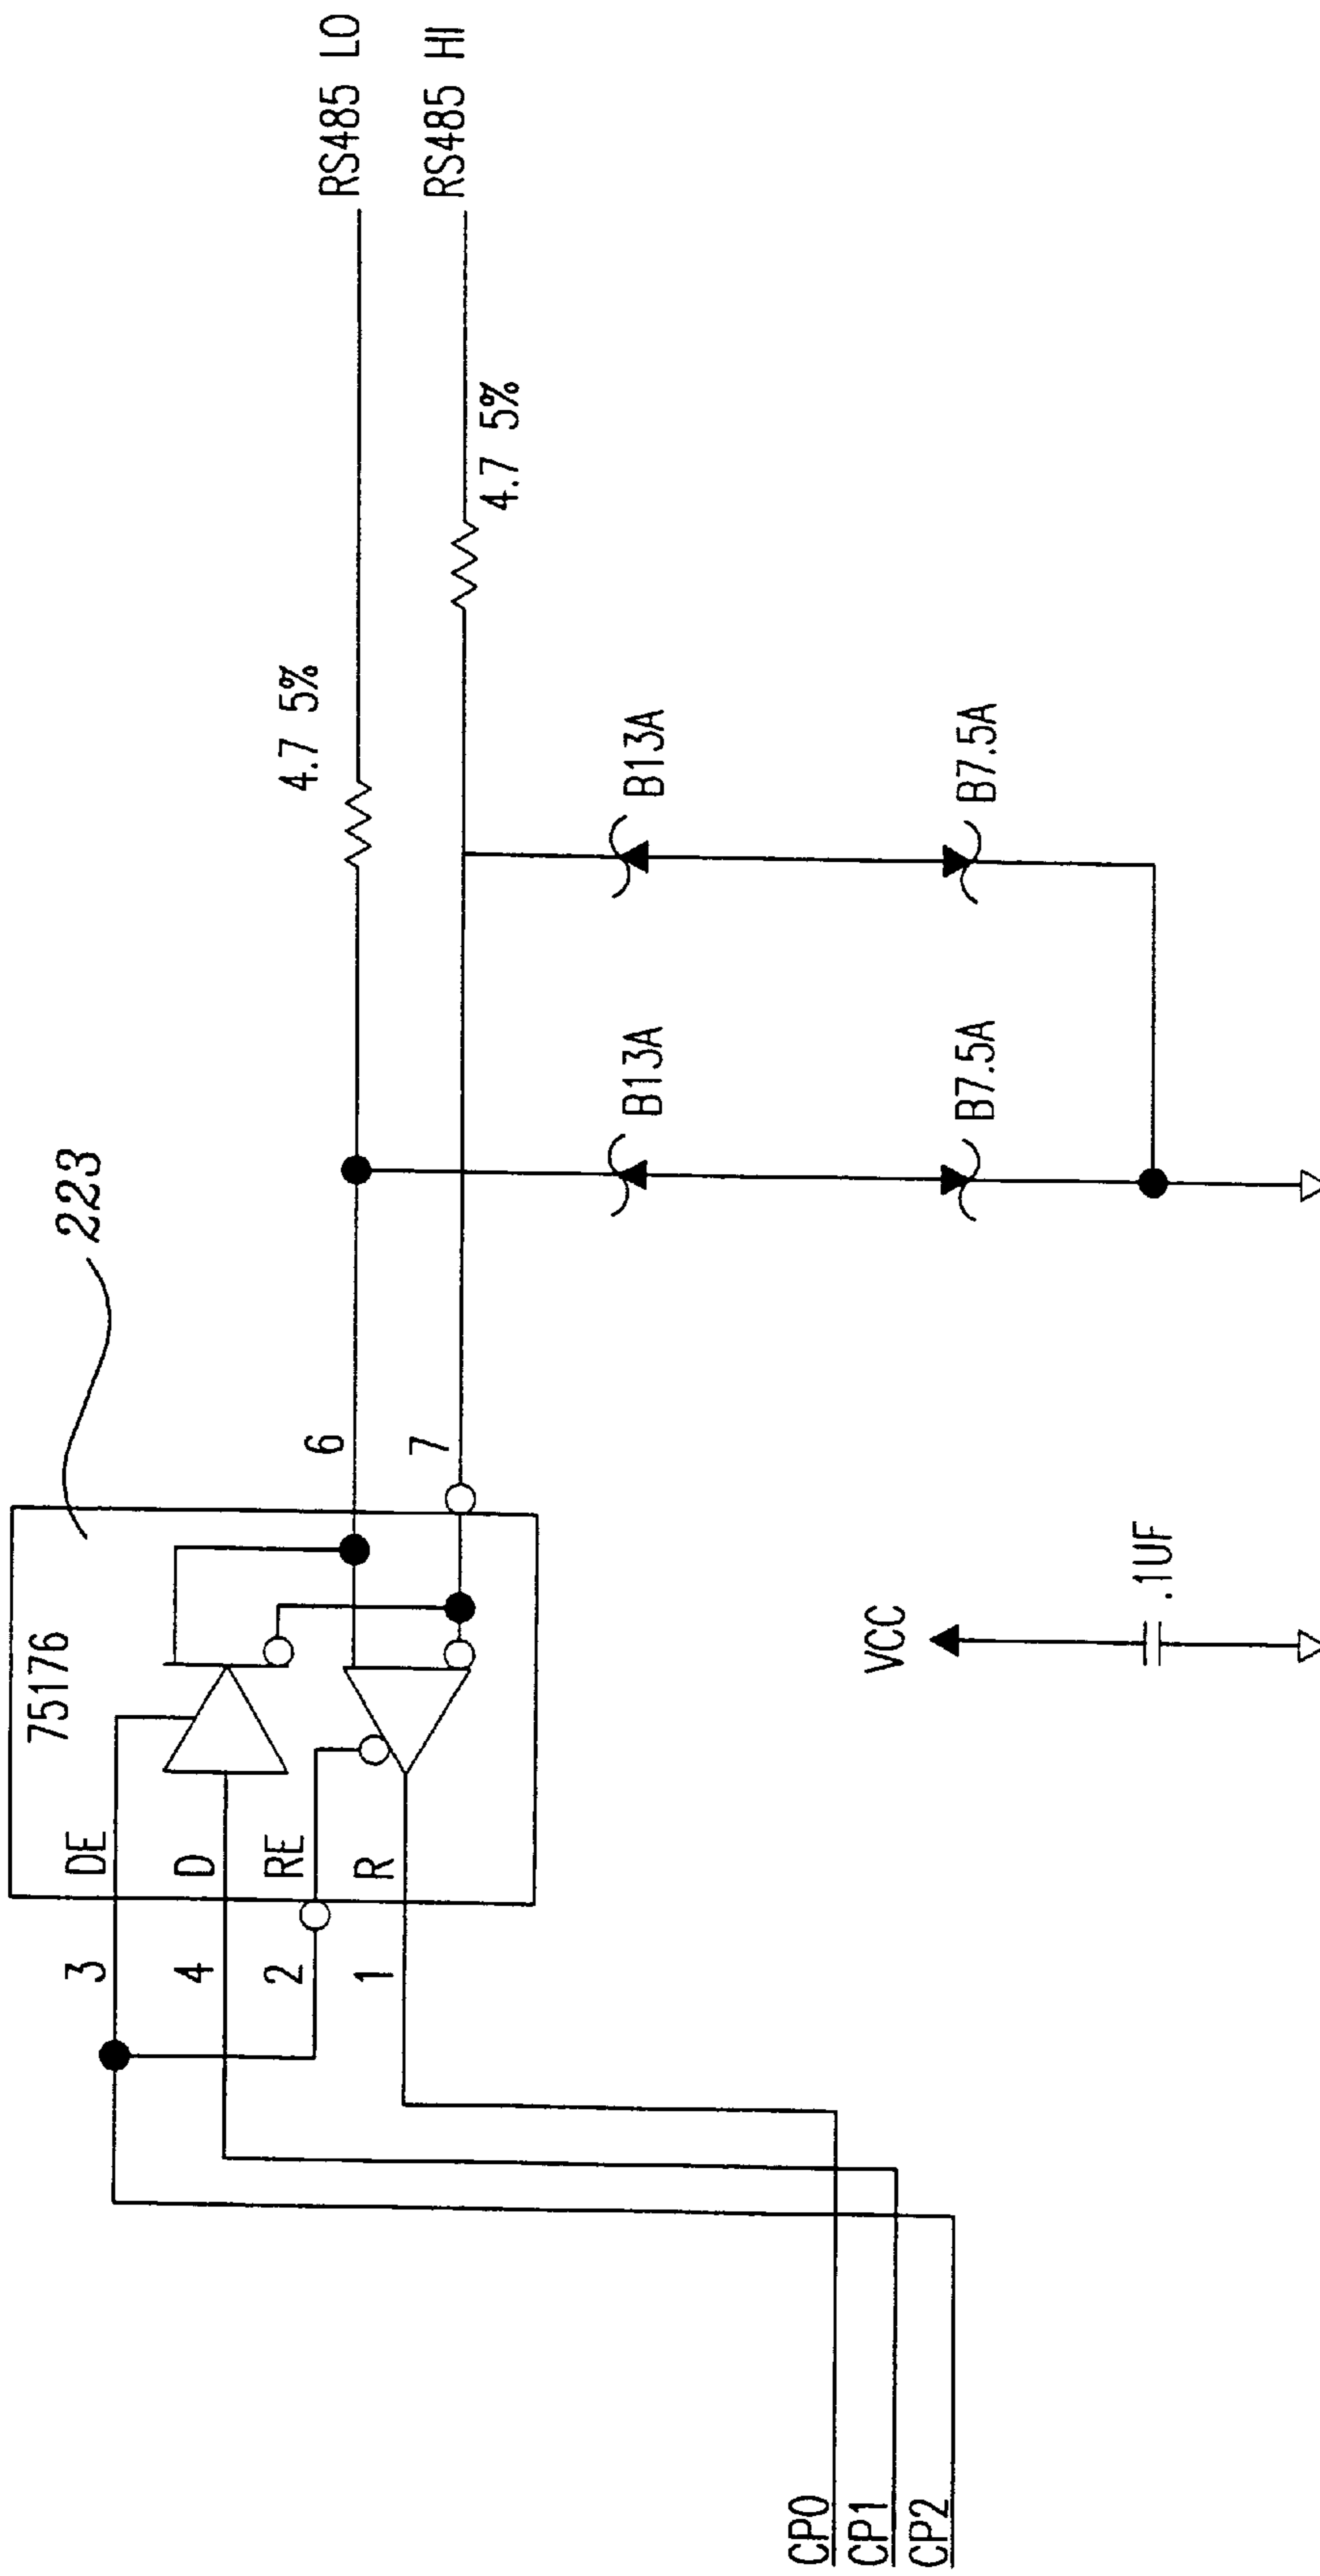 223
75176
3 DE
4 D
2 RE
1 R
6
7
4.7 5%
RS485 LO
4.7 5%
RS485 HI
B13A
B13A
B7.5A
B7.5A
CP0
CP1
CP2
VCC
.1UF